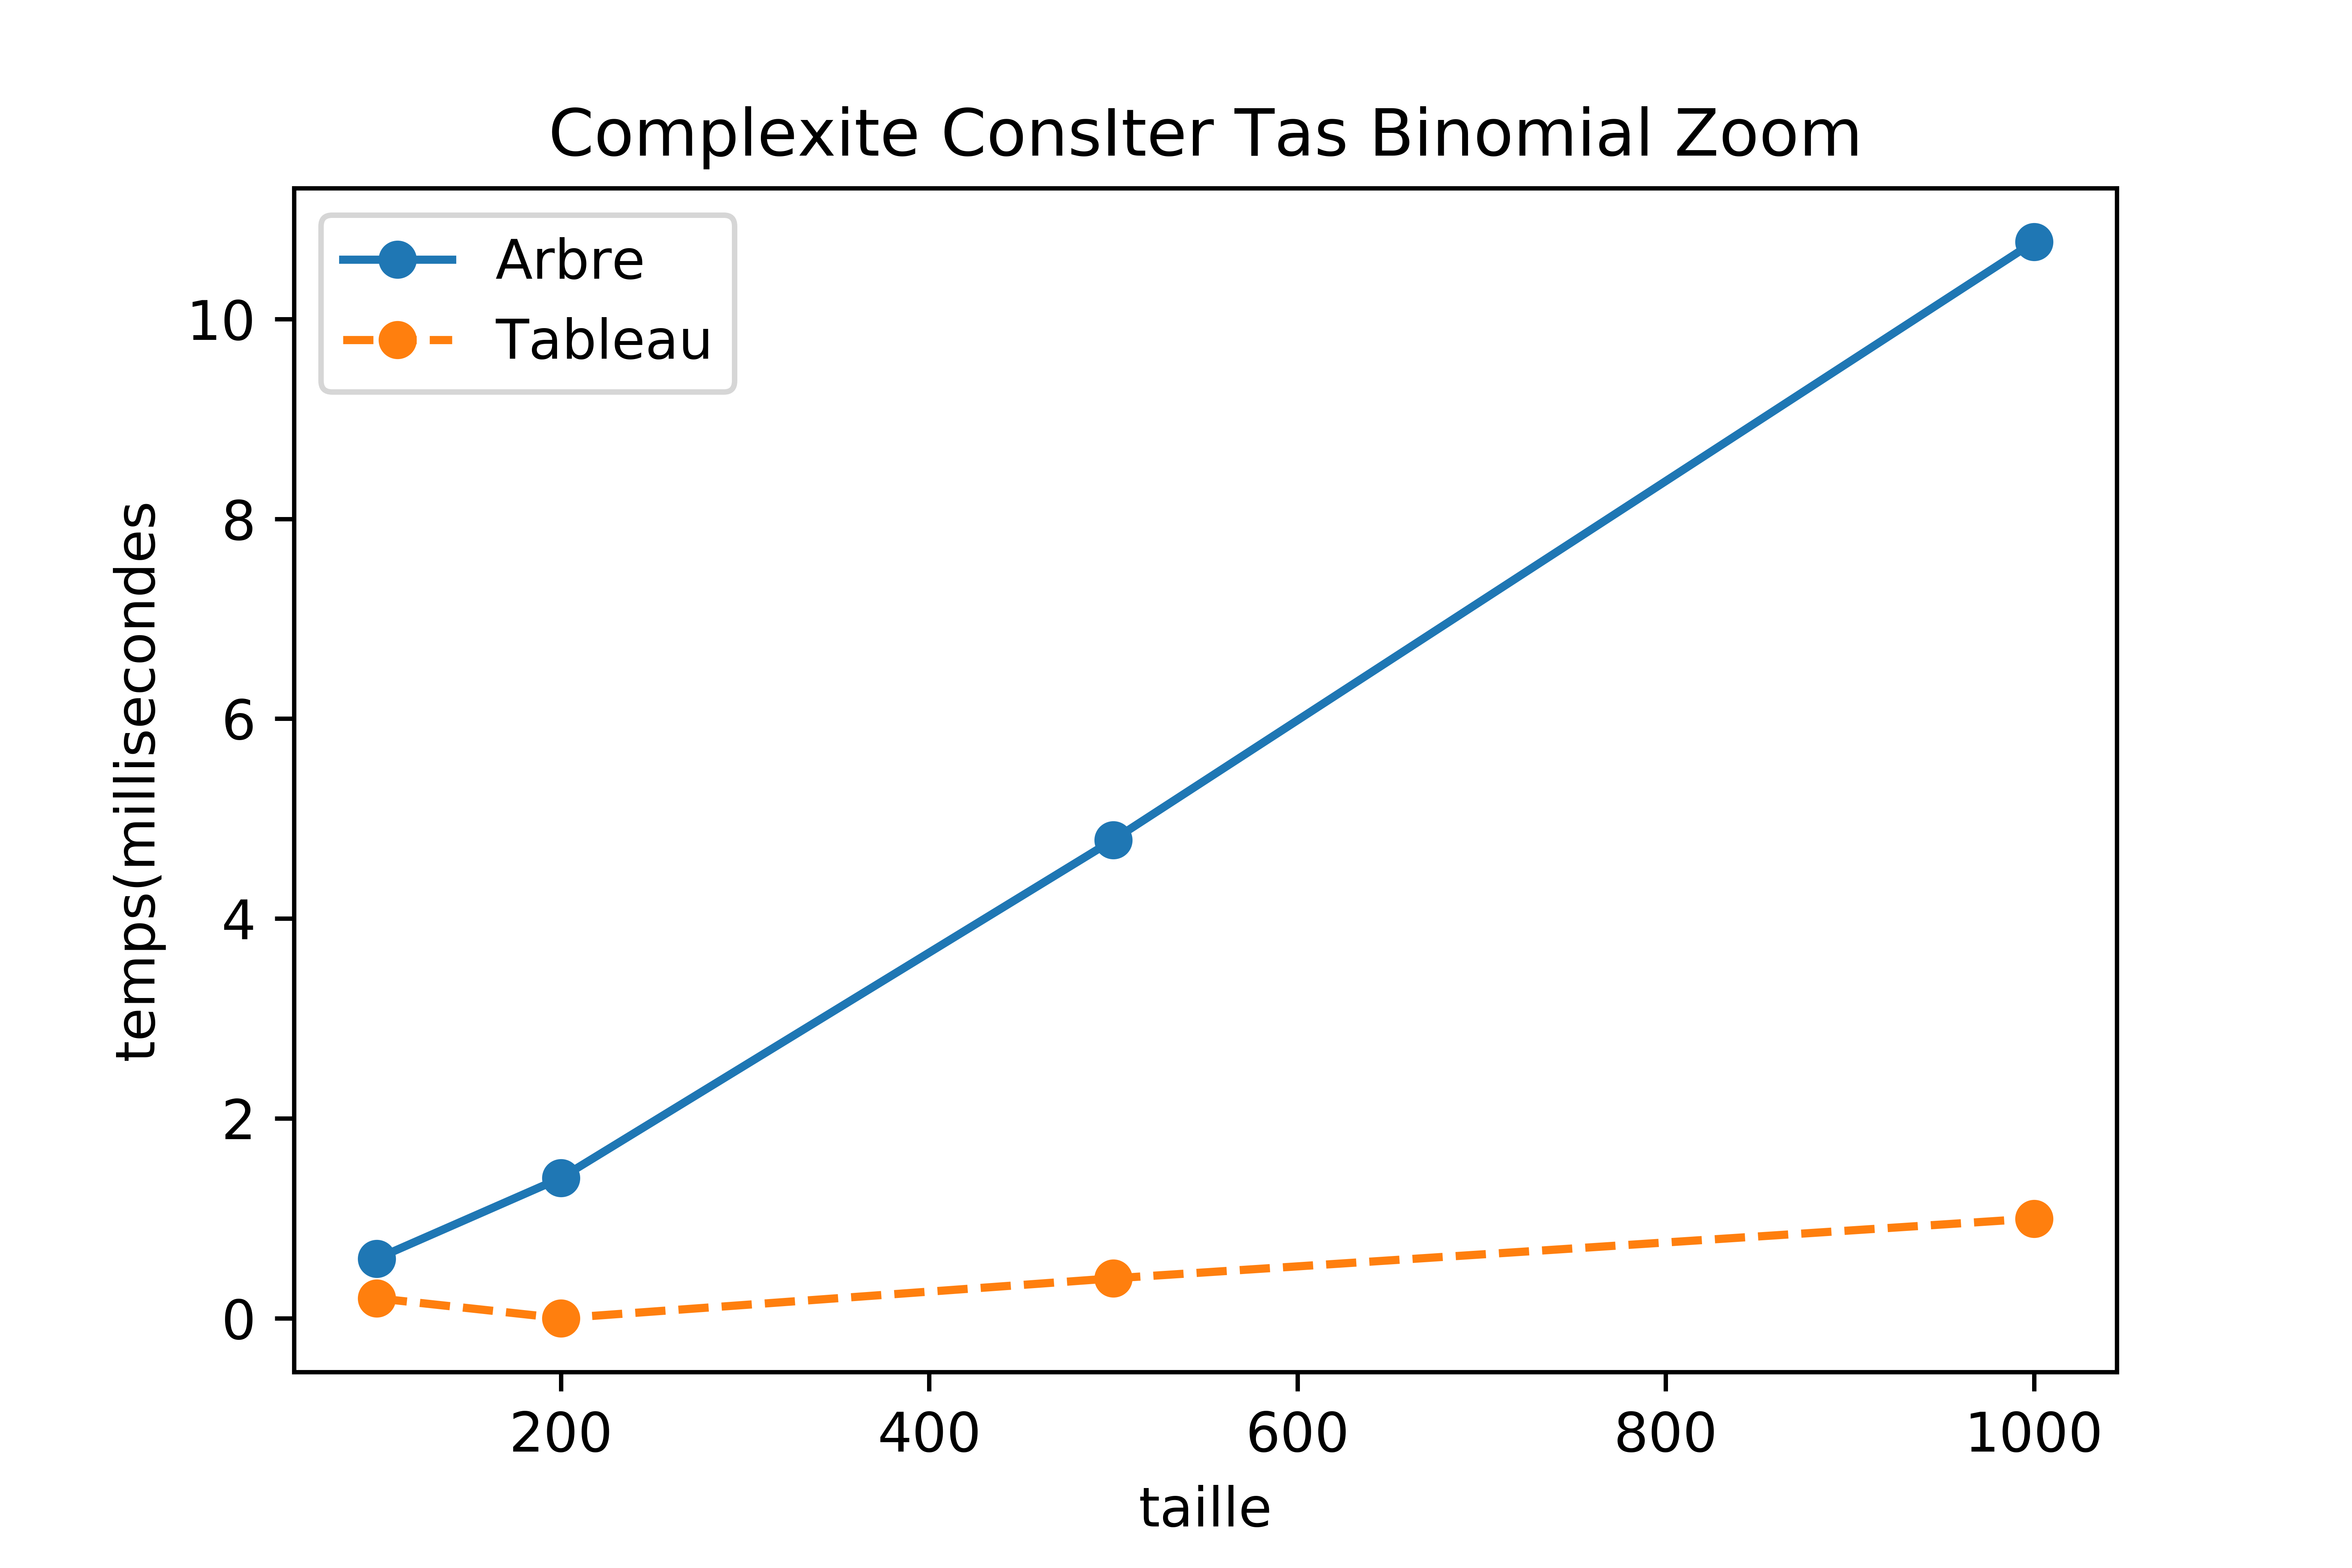 Complexite ConsIter Tas Binomial Zoom
Arbre
Tableau
temps(millisecondes
10
8
6
4
2
0
200 400 600 800 1000
taille